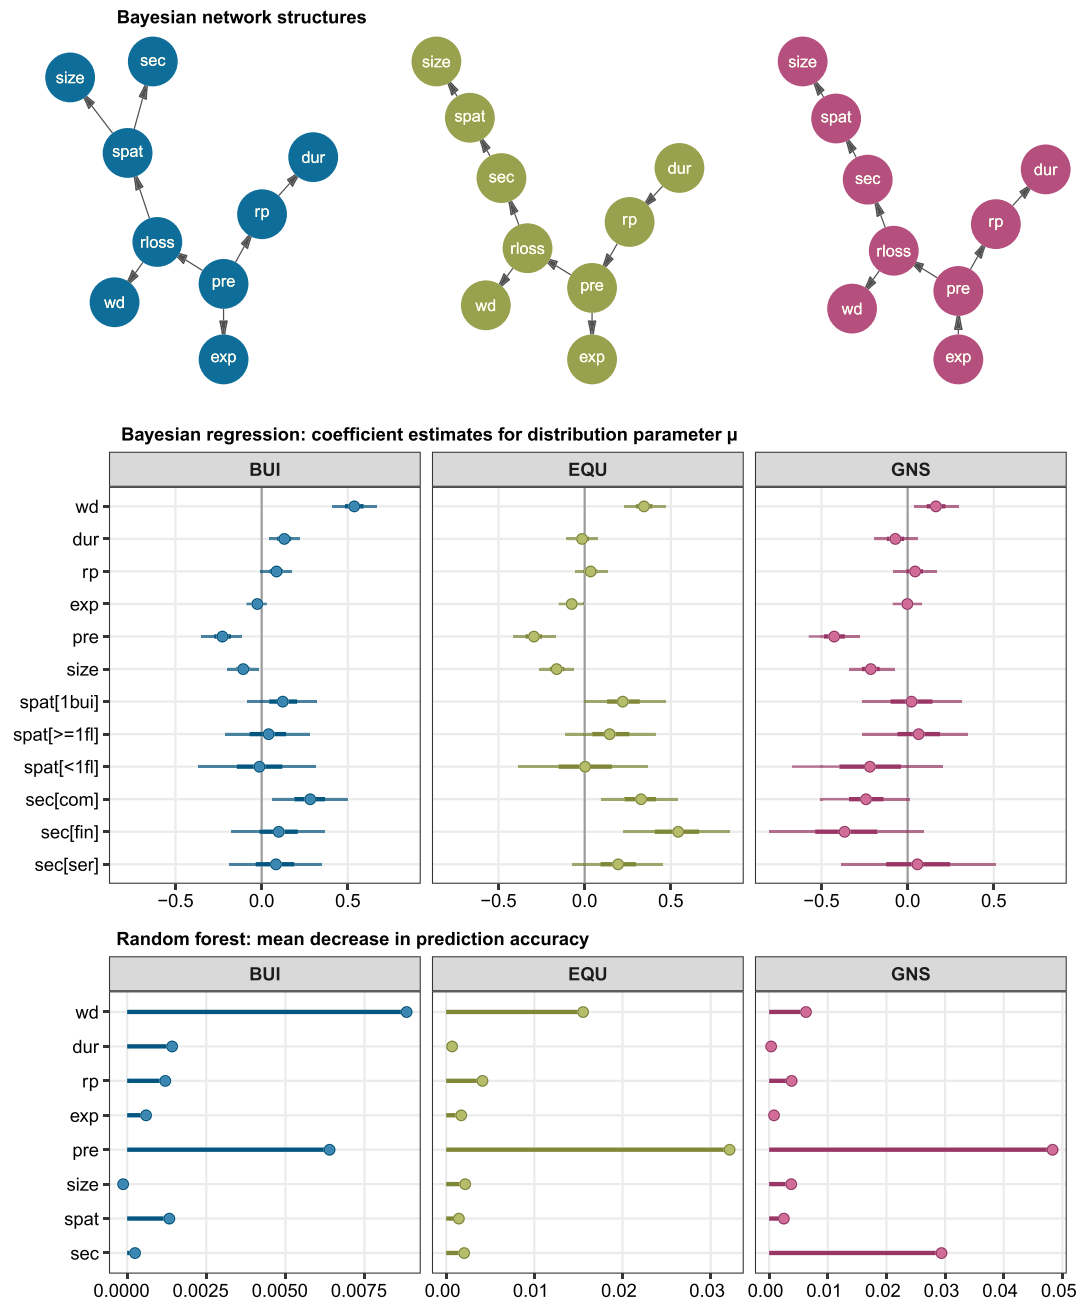 Bayesian network structures
size
sec
spat
dur
rp
rloss
pre
wd
exp
size
spat
sec
dur
rp
rloss
pre
wd
exp
size
spat
sec
dur
rp
rloss
pre
wd
exp
Bayesian regression: coefficient estimates for distribution parameter μ
BUI EQU GNS
wd
dur
rp
exp
pre
size
spat[1bui]
spat[>=1fl]
spat[<1fl]
sec[com]
sec[fin]
sec[ser]
−0.5 0.0 0.5 −0.5 0.0 0.5 −0.5 0.0 0.5
Random forest: mean decrease in prediction accuracy
BUI EQU GNS
wd
dur
rp
exp
pre
size
spat
sec
0.0000 0.0025 0.0050 0.0075 0.00 0.01 0.02 0.03 0.00 0.01 0.02 0.03 0.04 0.05